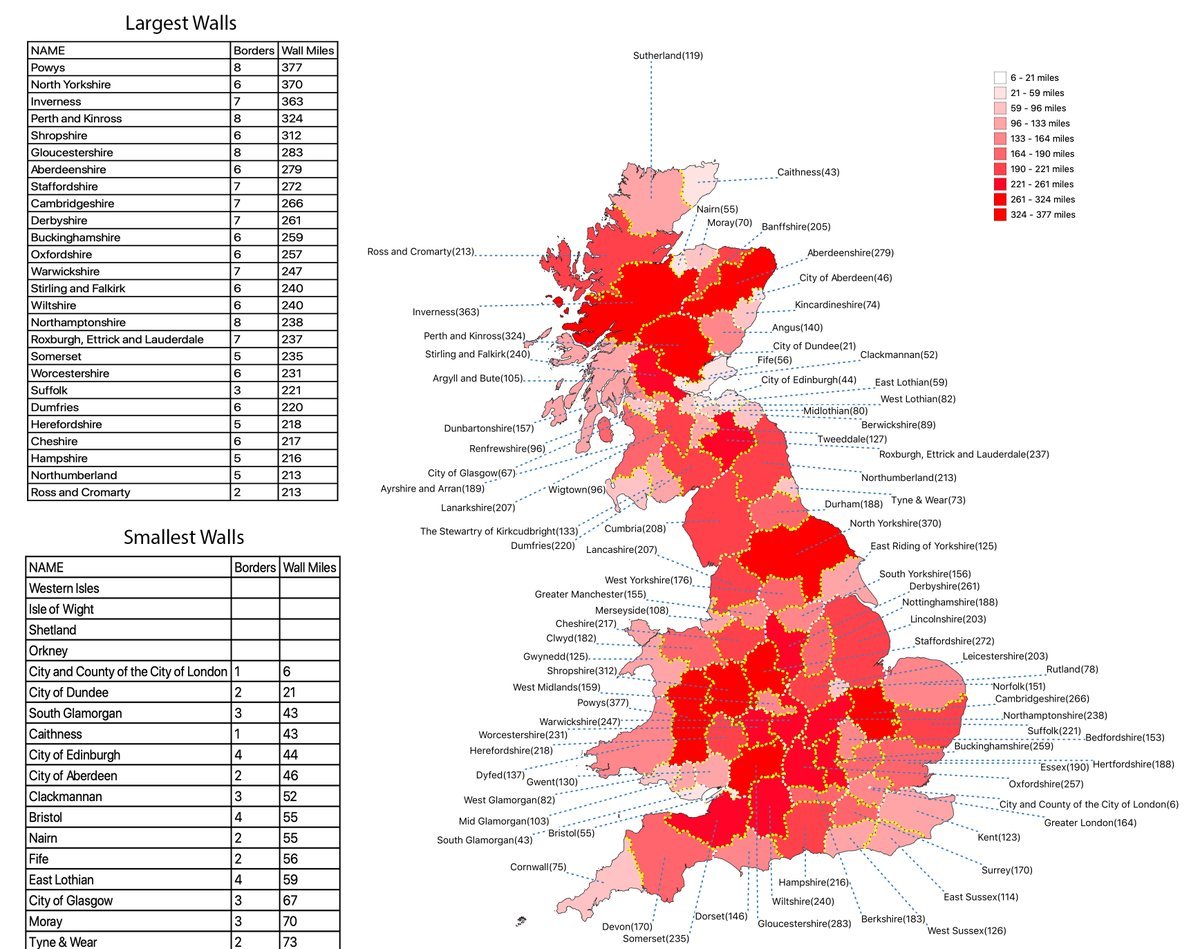 Largest Walls
NAME Borders Wall Miles
Powys 8 377
North Yorkshire 6 370
Inverness 7 363
Perth and Kinross 8 324
Shropshire 6 312
Gloucestershire 8 283
Aberdeenshire 6 279
Staffordshire 7 272
Cambridgeshire 7 266
Derbyshire 7 261
Buckinghamshire 6 259
Oxfordshire 6 257
Warwickshire 7 247
Stirling and Falkirk 6 240
Wiltshire 6 240
Northamptonshire 8 238
Roxburgh, Ettrick and Lauderdale 7 237
Somerset 5 235
Worcestershire 6 231
Suffolk 3 221
Dumfries 6 220
Herefordshire 5 218
Cheshire 6 217
Hampshire 5 216
Northumberland 5 213
Ross and Cromarty 2 213
Smallest Walls
NAME Borders Wall Miles
Western Isles
Isle of Wight
Shetland
Orkney
City and County of the City of London 1 6
City of Dundee 2 21
South Glamorgan 3 43
Caithness 1 43
City of Edinburgh 4 44
City of Aberdeen 2 46
Clackmannan 3 52
Bristol 4 55
Nairn 2 55
Fife 2 56
East Lothian 4 59
City of Glasgow 3 67
Moray 3 70
Tyne & Wear 2 73
6 - 21 miles
21 - 59 miles
59 - 96 miles
96 - 133 miles
133 - 164 miles
164 - 190 miles
190 - 221 miles
221 - 261 miles
261 - 324 miles
324 - 377 miles
Sutherland(119)
Caithness(43)
Nairn(55)
Moray(70)
Banffshire(205)
Ross and Cromarty(213)
Aberdeenshire(279)
City of Aberdeen(46)
Inverness(363)
Kincardineshire(74)
Angus(140)
Perth and Kinross(324)
City of Dundee(21)
Stirling and Falkirk(240)
Fife(56)
Clackmannan(52)
Argyll and Bute(105)
City of Edinburgh(44)
East Lothian(59)
West Lothian(82)
Midlothian(80)
Berwickshire(89)
Dunbartonshire(157)
Tweeddale(127)
Renfrewshire(96)
Roxburgh, Ettrick and Lauderdale(237)
City of Glasgow(67)
Northumberland(213)
Ayrshire and Arran(189)
Wigtown(96)
Tyne & Wear(73)
Lanarkshire(207)
Durham(188)
The Stewartry of Kirkcudbright(133)
Cumbria(208)
North Yorkshire(370)
Dumfries(220)
Lancashire(207)
East Riding of Yorkshire(125)
West Yorkshire(176)
South Yorkshire(156)
Greater Manchester(155)
Derbyshire(261)
Merseyside(108)
Nottinghamshire(188)
Cheshire(217)
Lincolnshire(203)
Clwyd(182)
Staffordshire(272)
Gwynedd(125)
Leicestershire(203)
Shropshire(312)
Rutland(78)
West Midlands(159)
Norfolk(151)
Powys(377)
Cambridgeshire(266)
Warwickshire(247)
Northamptonshire(238)
Worcestershire(231)
Suffolk(221)
Herefordshire(218)
Bedfordshire(153)
Buckinghamshire(259)
Dyfed(137)
Essex(190)
Hertfordshire(188)
Gwent(130)
Oxfordshire(257)
West Glamorgan(82)
City and County of the City of London(6)
Mid Glamorgan(103)
Greater London(164)
Bristol(55)
South Glamorgan(43)
Kent(123)
Cornwall(75)
Surrey(170)
Hampshire(216)
East Sussex(114)
Wiltshire(240)
Dorset(146)
Berkshire(183)
Gloucestershire(283)
Devon(170)
West Sussex(126)
Somerset(235)